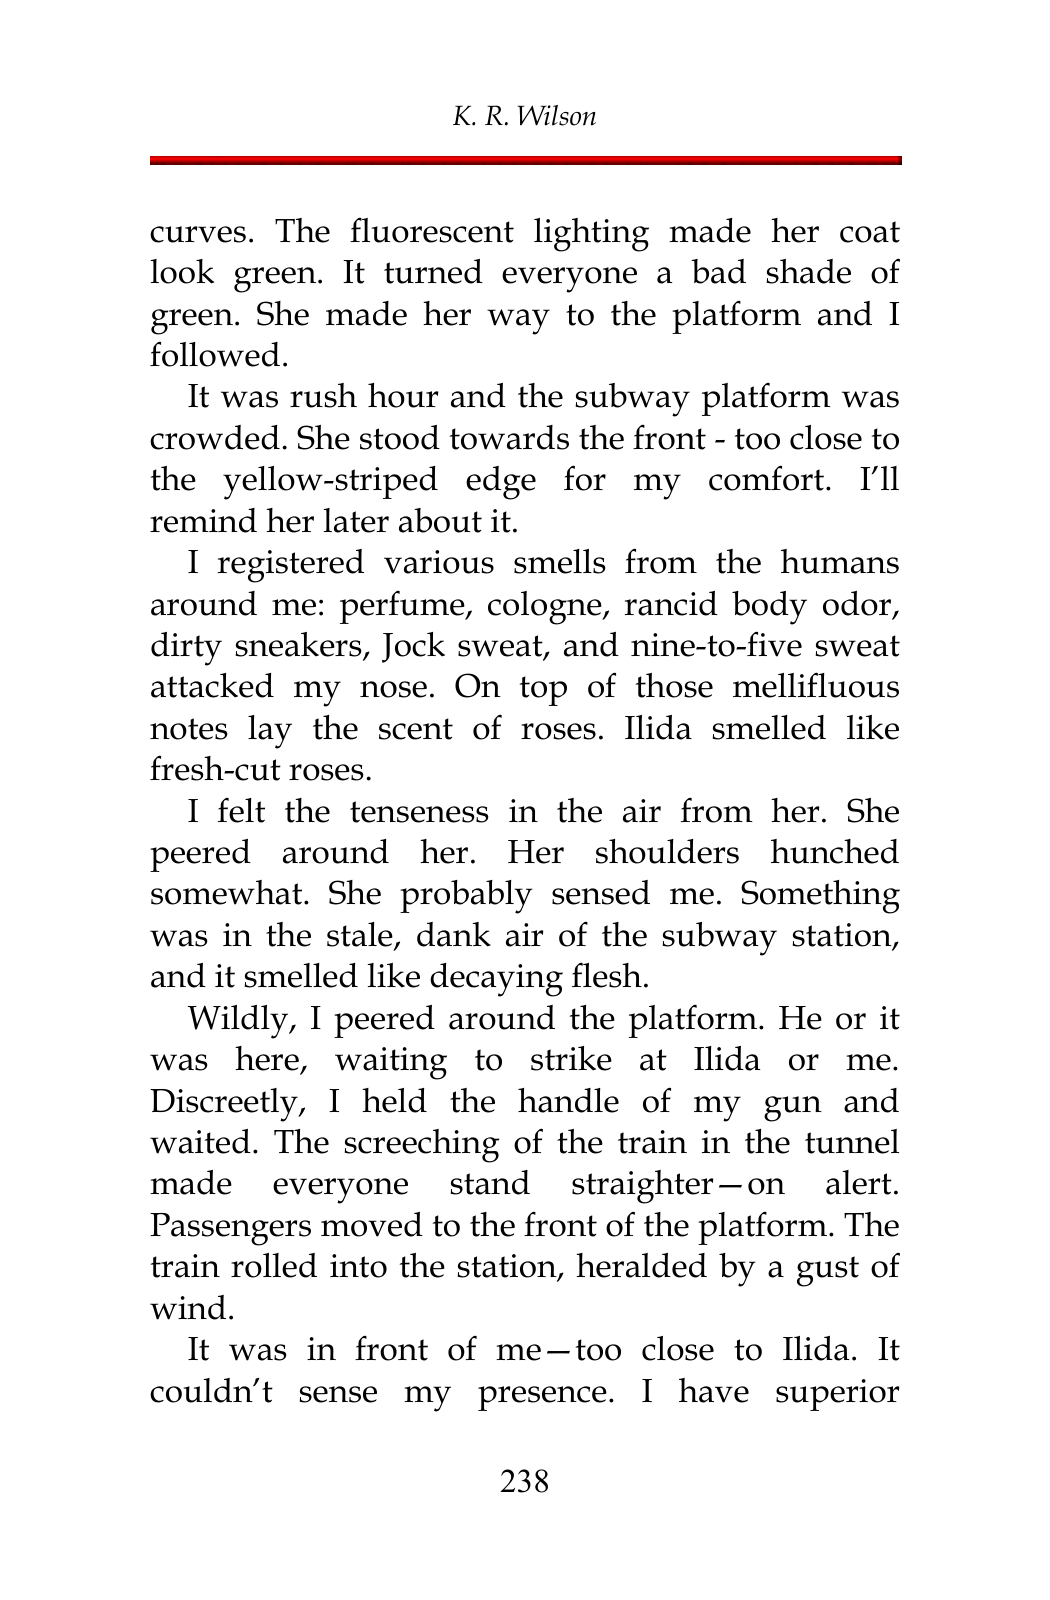 K. R. Wilson
curves. The fluorescent lighting made her coat
look green. It turned everyone a bad shade of
green. She made her way to the platform and I
followed.
It was rush hour and the subway platform was
crowded. She stood towards the front - too close to
the yellow-striped edge for my comfort. I’ll
remind her later about it.
I registered various smells from the humans
around me: perfume, cologne, rancid body odor,
dirty sneakers, Jock sweat, and nine-to-five sweat
attacked my nose. On top of those mellifluous
notes lay the scent of roses. Ilida smelled like
fresh-cut roses.
I felt the tenseness in the air from her. She
peered around her. Her shoulders hunched
somewhat. She probably sensed me. Something
was in the stale, dank air of the subway station,
and it smelled like decaying flesh.
Wildly, I peered around the platform. He or it
was here, waiting to strike at Ilida or me.
Discreetly, I held the handle of my gun and
waited. The screeching of the train in the tunnel
made everyone stand straighter—on alert.
Passengers moved to the front of the platform. The
train rolled into the station, heralded by a gust of
wind.
It was in front of me—too close to Ilida. It
couldn’t sense my presence. I have superior
238